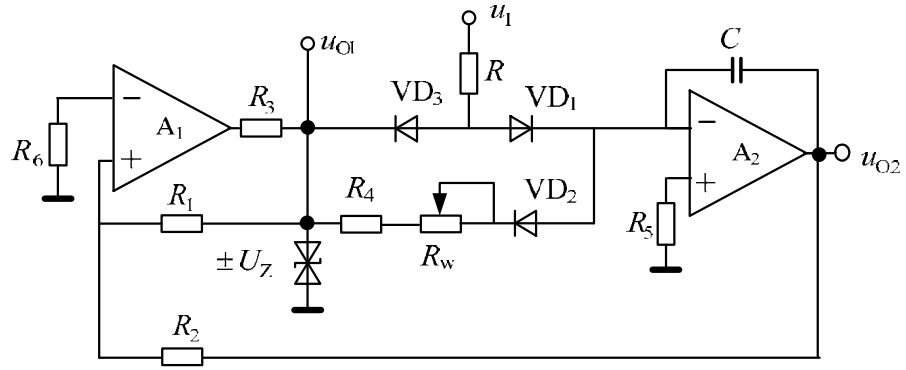 u_I
u_O1
C
R_3
VD_3
R
VD_1
−
A_1
+
R_6
−
A_2
+
u_O2
R_1
R_4
VD_2
R_w
R_5
± U_Z
R_2